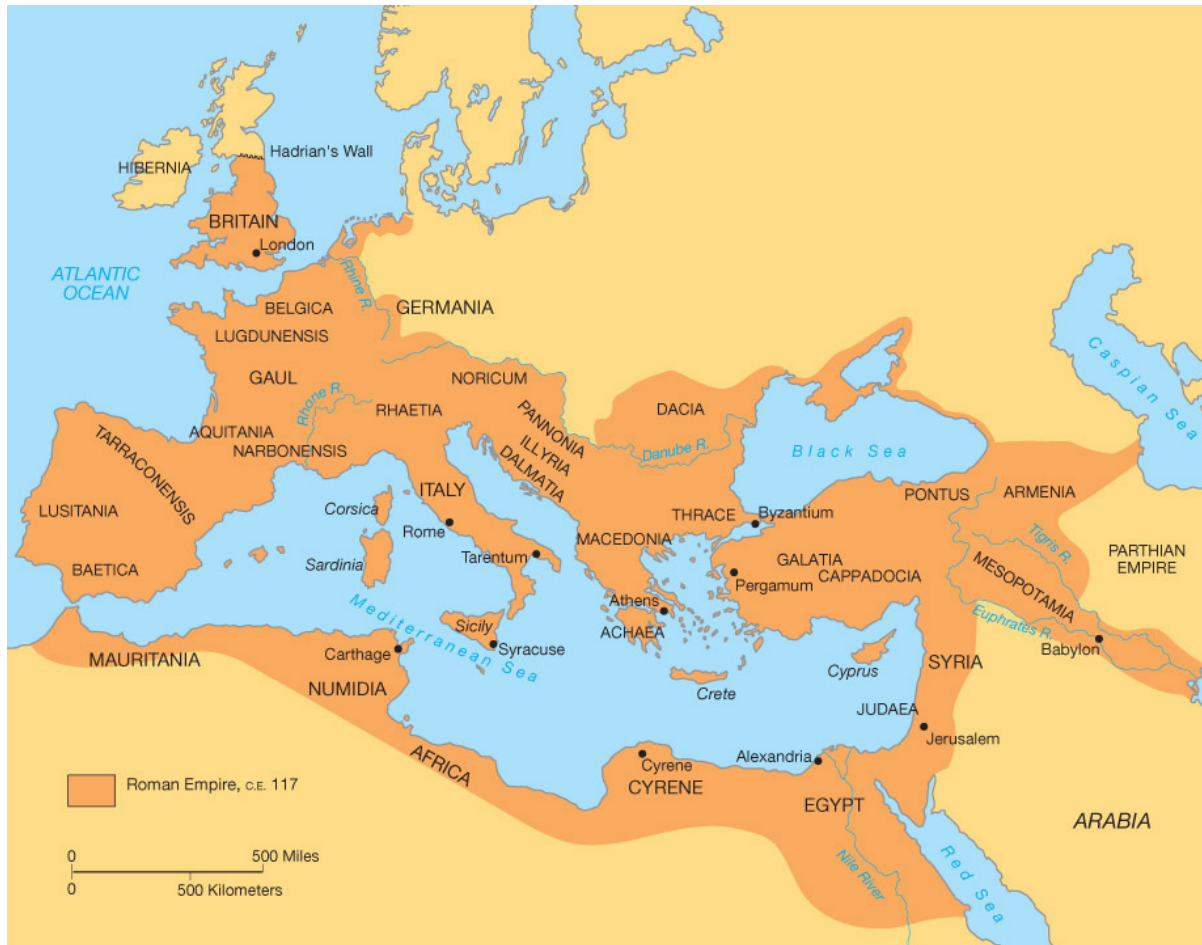 Hadrian's Wall
HIBERNIA
BRITAIN
London
ATLANTIC
OCEAN
Rhine R.
BELGICA
GERMANIA
LUGDUNENSIS
GAUL
Rhone R.
NORICUM
RHAETIA
PANNONIA
ILLYRIA
DALMATIA
DACIA
Danube R.
Black Sea
Caspian Sea
AQUITANIA
NARBONENSIS
TARRACONENSIS
LUSITANIA
BAETICA
Corsica
ITALY
Rome
Sardinia
Tarentum
THRACE
Byzantium
MACEDONIA
PONTUS
ARMENIA
GALATIA
CAPPADOCIA
Pergamum
Tigris R.
MESOPOTAMIA
PARTHIAN
EMPIRE
Athens
ACHAEA
Euphrates R.
Babylon
Mediterranean Sea
Sicily
Syracuse
Carthage
MAURITANIA
NUMIDIA
Crete
Cyprus
SYRIA
JUDAEA
Jerusalem
AFRICA
Cyrene
CYRENE
Alexandria
EGYPT
Nile River
Red Sea
ARABIA
Roman Empire, C.E. 117
0 500 Miles
0 500 Kilometers